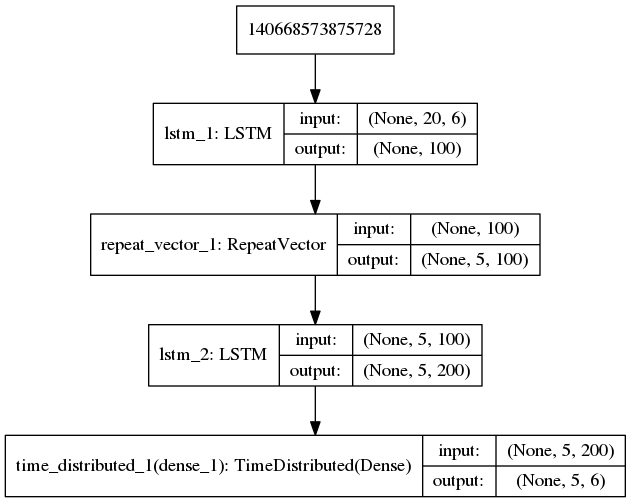 140668573875728
lstm_1: LSTM
input:
(None, 20, 6)
output:
(None, 100)
repeat_vector_1: RepeatVector
input:
(None, 100)
output:
(None, 5, 100)
lstm_2: LSTM
input:
(None, 5, 100)
output:
(None, 5, 200)
time_distributed_1(dense_1): TimeDistributed(Dense)
input:
(None, 5, 200)
output:
(None, 5, 6)